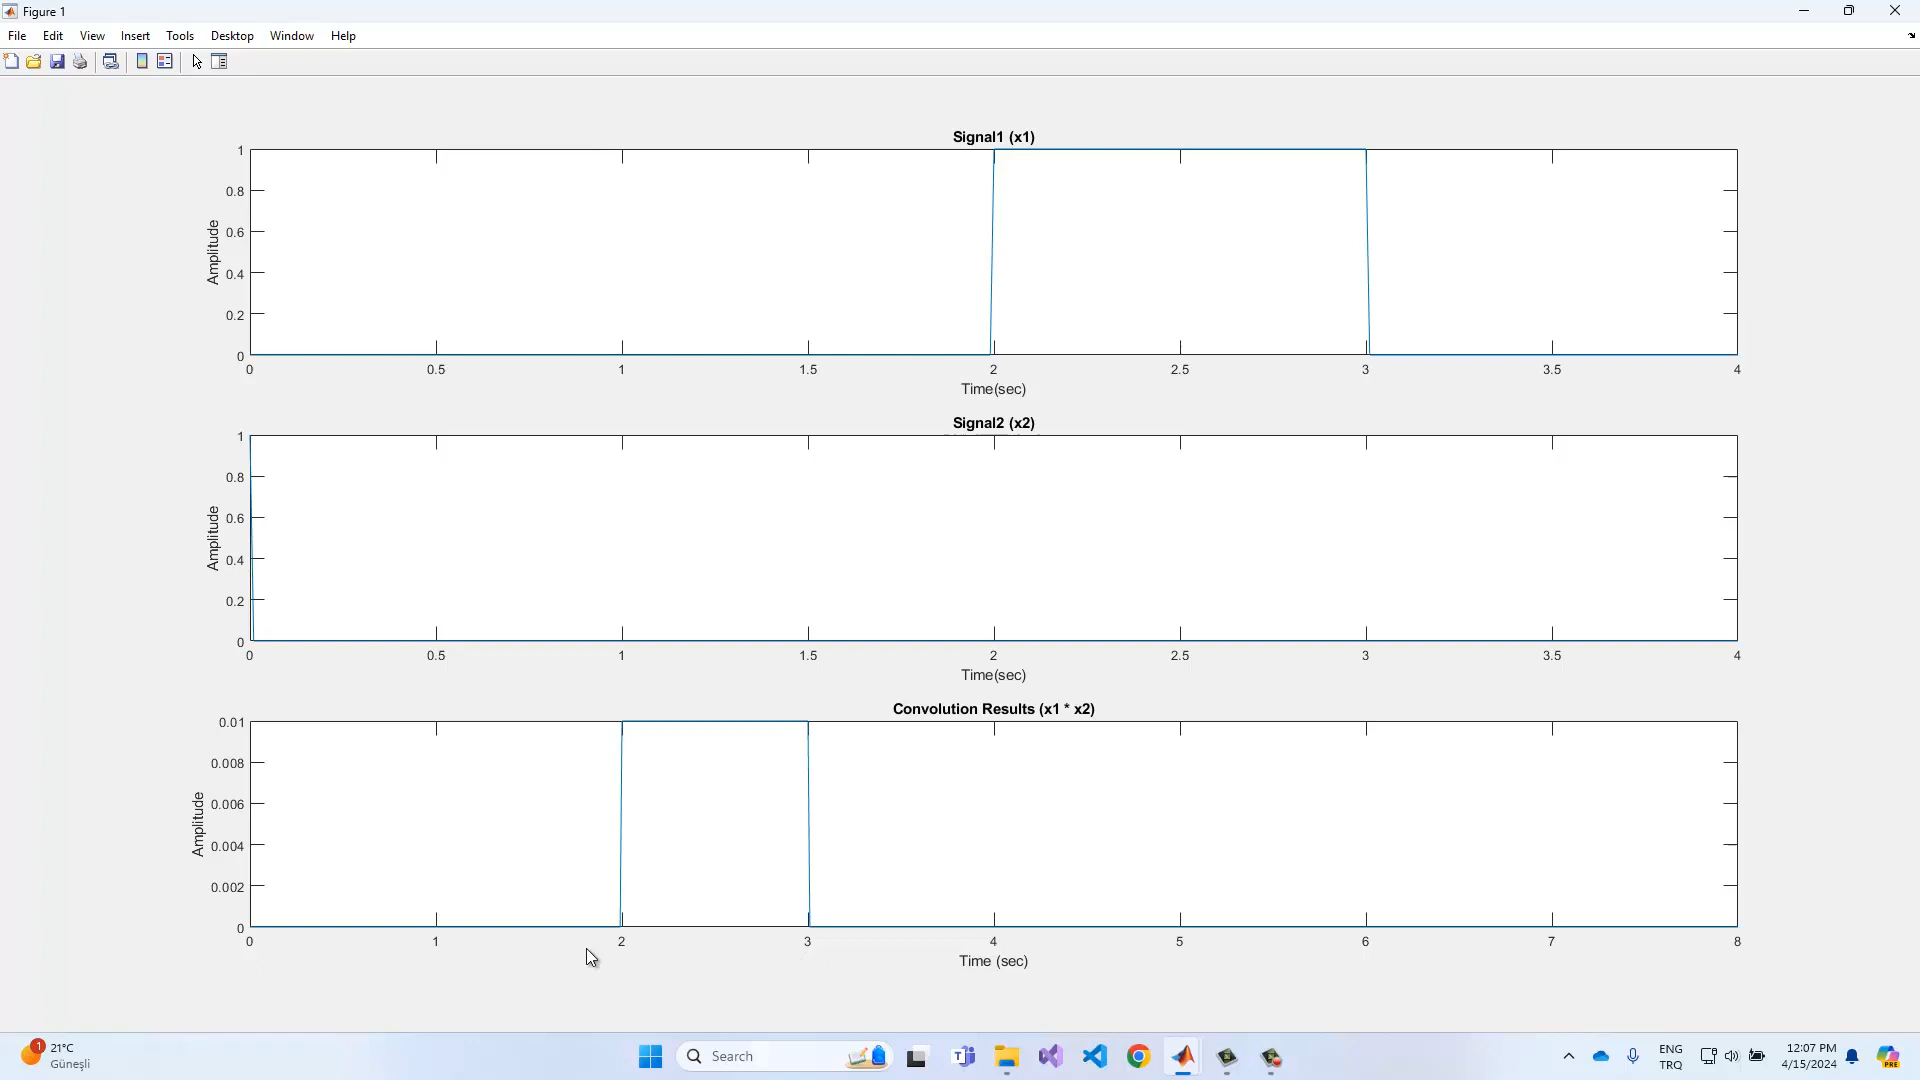 Figure 1
File Edit View Insert Tools Desktop Window Help
Signal1 (x1)
1
0.8
0.6
0.4
0.2
0
Amplitude
0 0.5 1 1.5 2 2.5 3 3.5 4
Time(sec)
Signal2 (x2)
1
0.8
0.6
0.4
0.2
0
Amplitude
0 0.5 1 1.5 2 2.5 3 3.5 4
Time(sec)
Convolution Results (x1 * x2)
0.01
0.008
0.006
0.004
0.002
0
Amplitude
0 1 2 3 4 5 6 7 8
Time (sec)
1
21°C
Güneşli
Search
ENG
TRQ
12:07 PM
4/15/2024
PRE